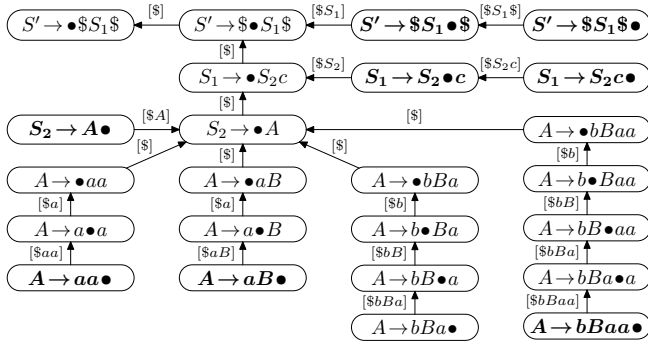 [$] [$S₁] [$S₁$]
S′ → ●$S₁$ S′ → $●S₁$ S′ → $S₁●$ S′ → $S₁$●
[$] [$S₂] [$S₂c]
S₁ → ●S₂c S₁ → S₂●c S₁ → S₂c●
[$A] [$] [$]
S₂ → A● S₂ → ●A A → ●bBaa
[$] [$] [$] [$b]
A → ●aa A → ●aB A → ●bBa A → b●Baa
[$a] [$a] [$b] [$bB]
A → a●a A → a●B A → b●Ba A → bB●aa
[$aa] [$aB] [$bB] [$bBa]
A → aa● A → aB● A → bB●a A → bBa●a
[$bBa] [$bBaa]
A → bBa● A → bBaa●